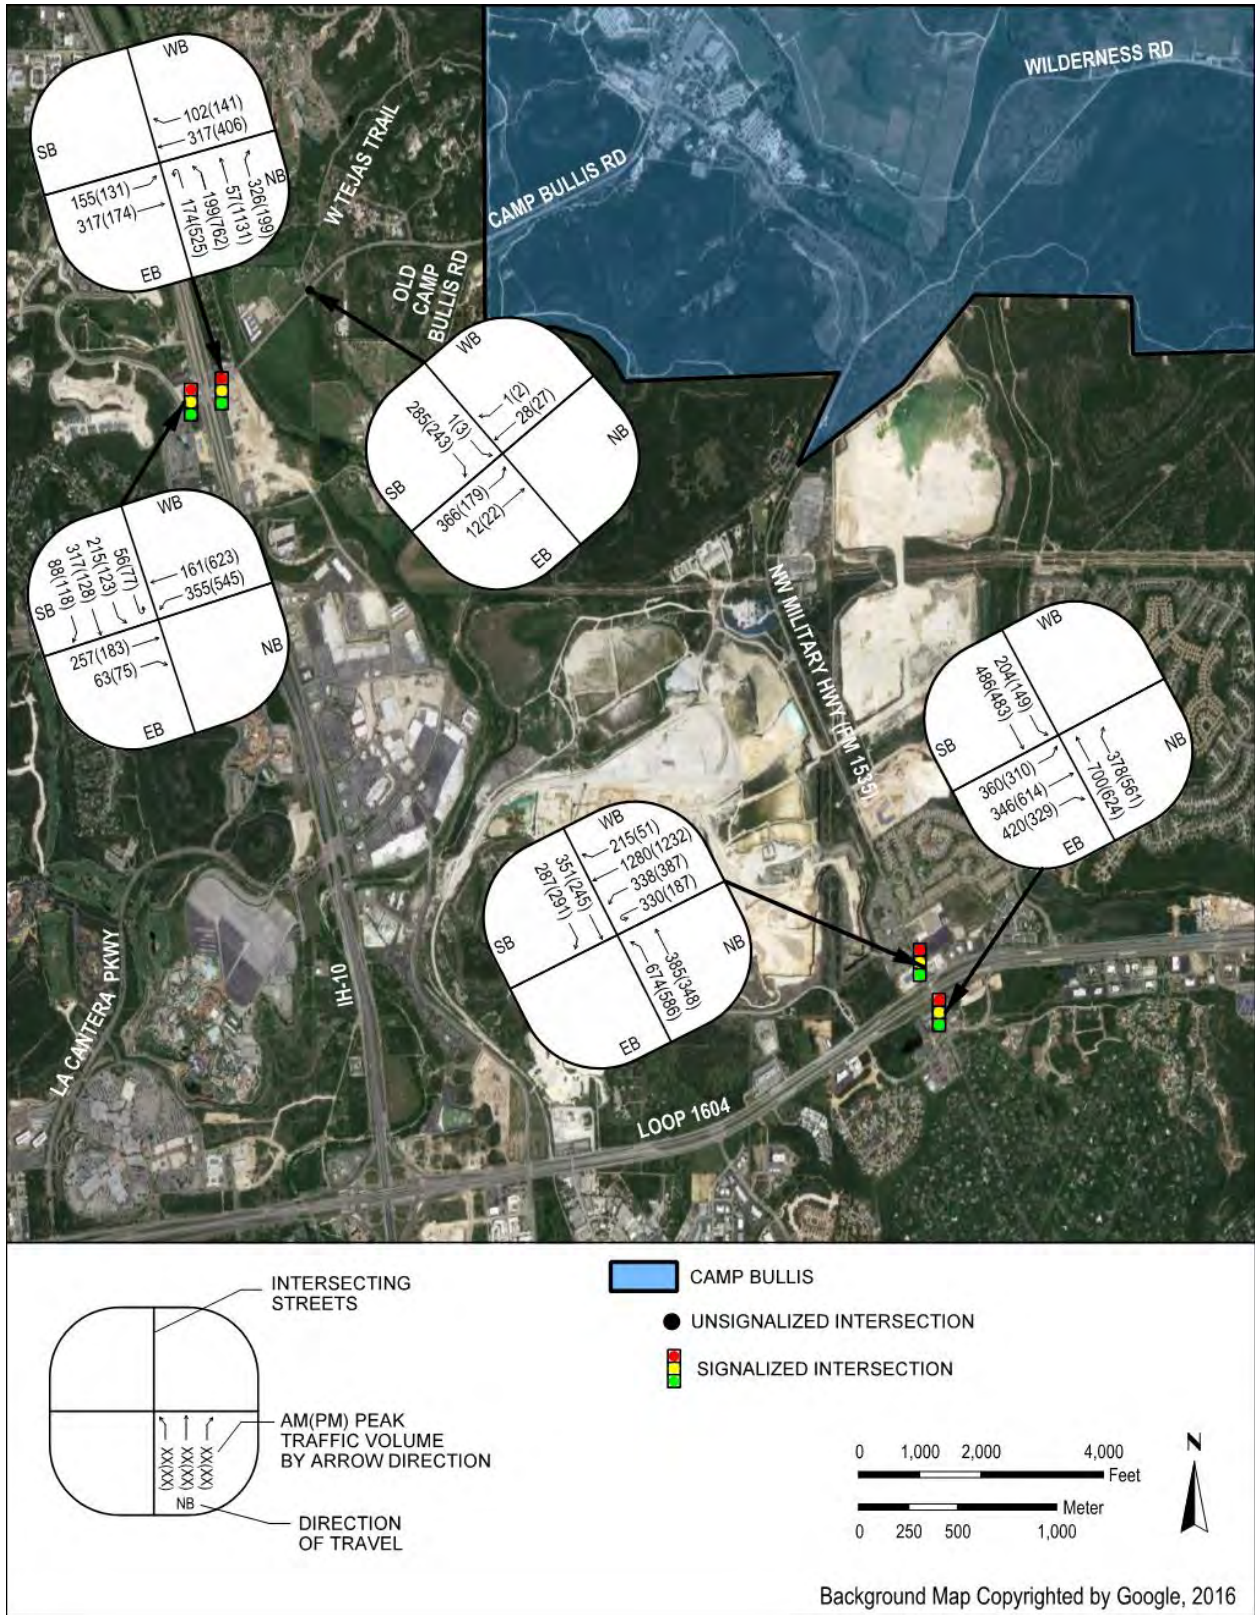 WB
102(141)
317(406)
SB
NB
155(131)
317(174)
174(525)
199(762)
57(1131)
326(199)
EB
W TEJAS TRAIL
CAMP BULLIS RD
WILDERNESS RD
OLD
CAMP
BULLIS RD
WB
1(2)
28(27)
1(3)
285(243)
SB
NB
366(179)
12(22)
EB
WB
56(77)
215(123)
317(128)
88(118)
161(623)
355(545)
SB
NB
257(183)
63(75)
EB
NW MILITARY HWY (FM 1535)
WB
204(149)
486(483)
SB
NB
360(310)
346(614)
420(329)
378(561)
700(624)
EB
WB
215(51)
1280(1232)
338(387)
330(187)
351(245)
287(291)
SB
NB
385(348)
674(586)
EB
LA CANTERA PKWY
IH-10
LOOP 1604
INTERSECTING
STREETS
AM(PM) PEAK
TRAFFIC VOLUME
BY ARROW DIRECTION
XX(XX)
XX(XX)
XX(XX)
NB
DIRECTION
OF TRAVEL
CAMP BULLIS
UNSIGNALIZED INTERSECTION
SIGNALIZED INTERSECTION
0 1,000 2,000 4,000
Feet
Meter
0 250 500 1,000
N
Background Map Copyrighted by Google, 2016